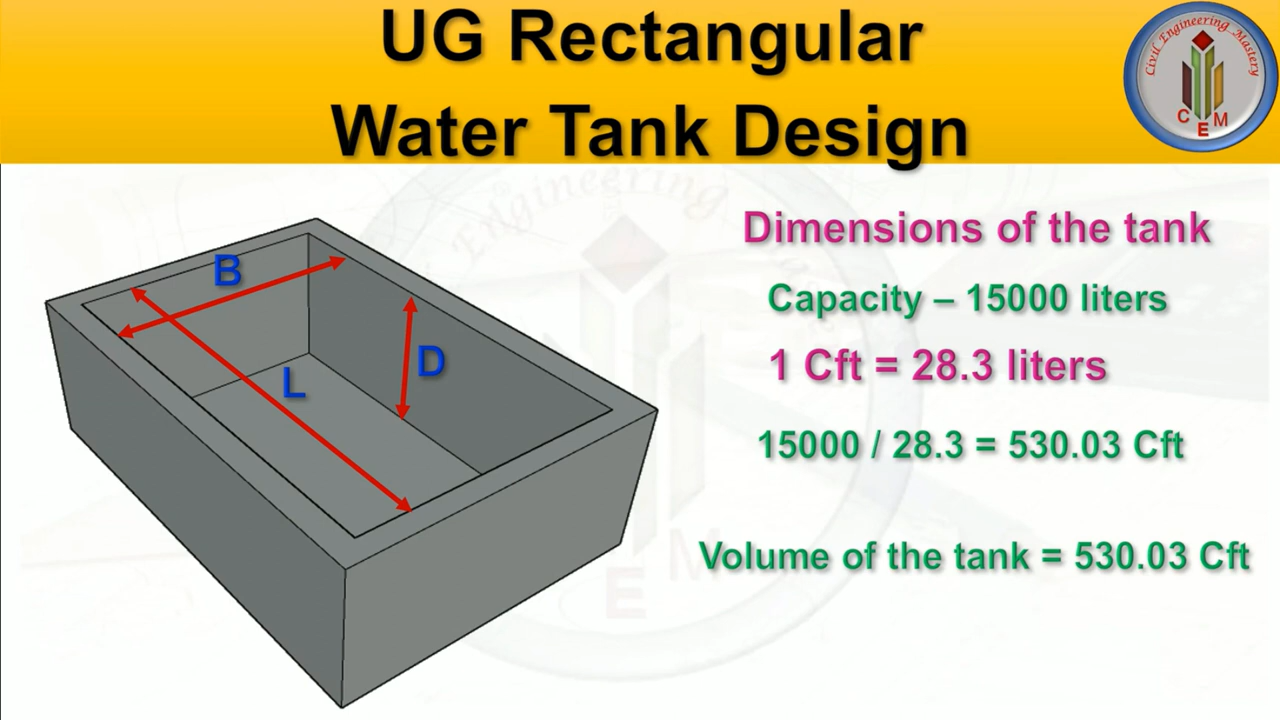 UG Rectangular
Water Tank Design
Civil Engineering Mastery
C E M
Dimensions of the tank
Capacity – 15000 liters
1 Cft = 28.3 liters
15000 / 28.3 = 530.03 Cft
Volume of the tank = 530.03 Cft
B
L
D
Engineering
E M